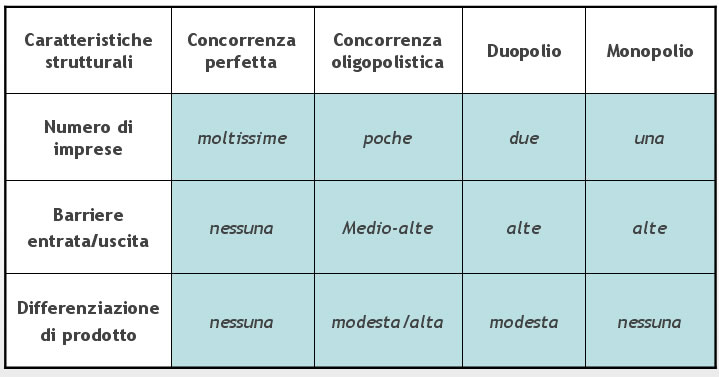 Caratteristiche
strutturali
Concorrenza
perfetta
Concorrenza
oligopolistica
Duopolio
Monopolio
Numero di
imprese
moltissime
poche
due
una
Barriere
entrata/uscita
nessuna
Medio-alte
alte
alte
Differenziazione
di prodotto
nessuna
modesta/alta
modesta
nessuna